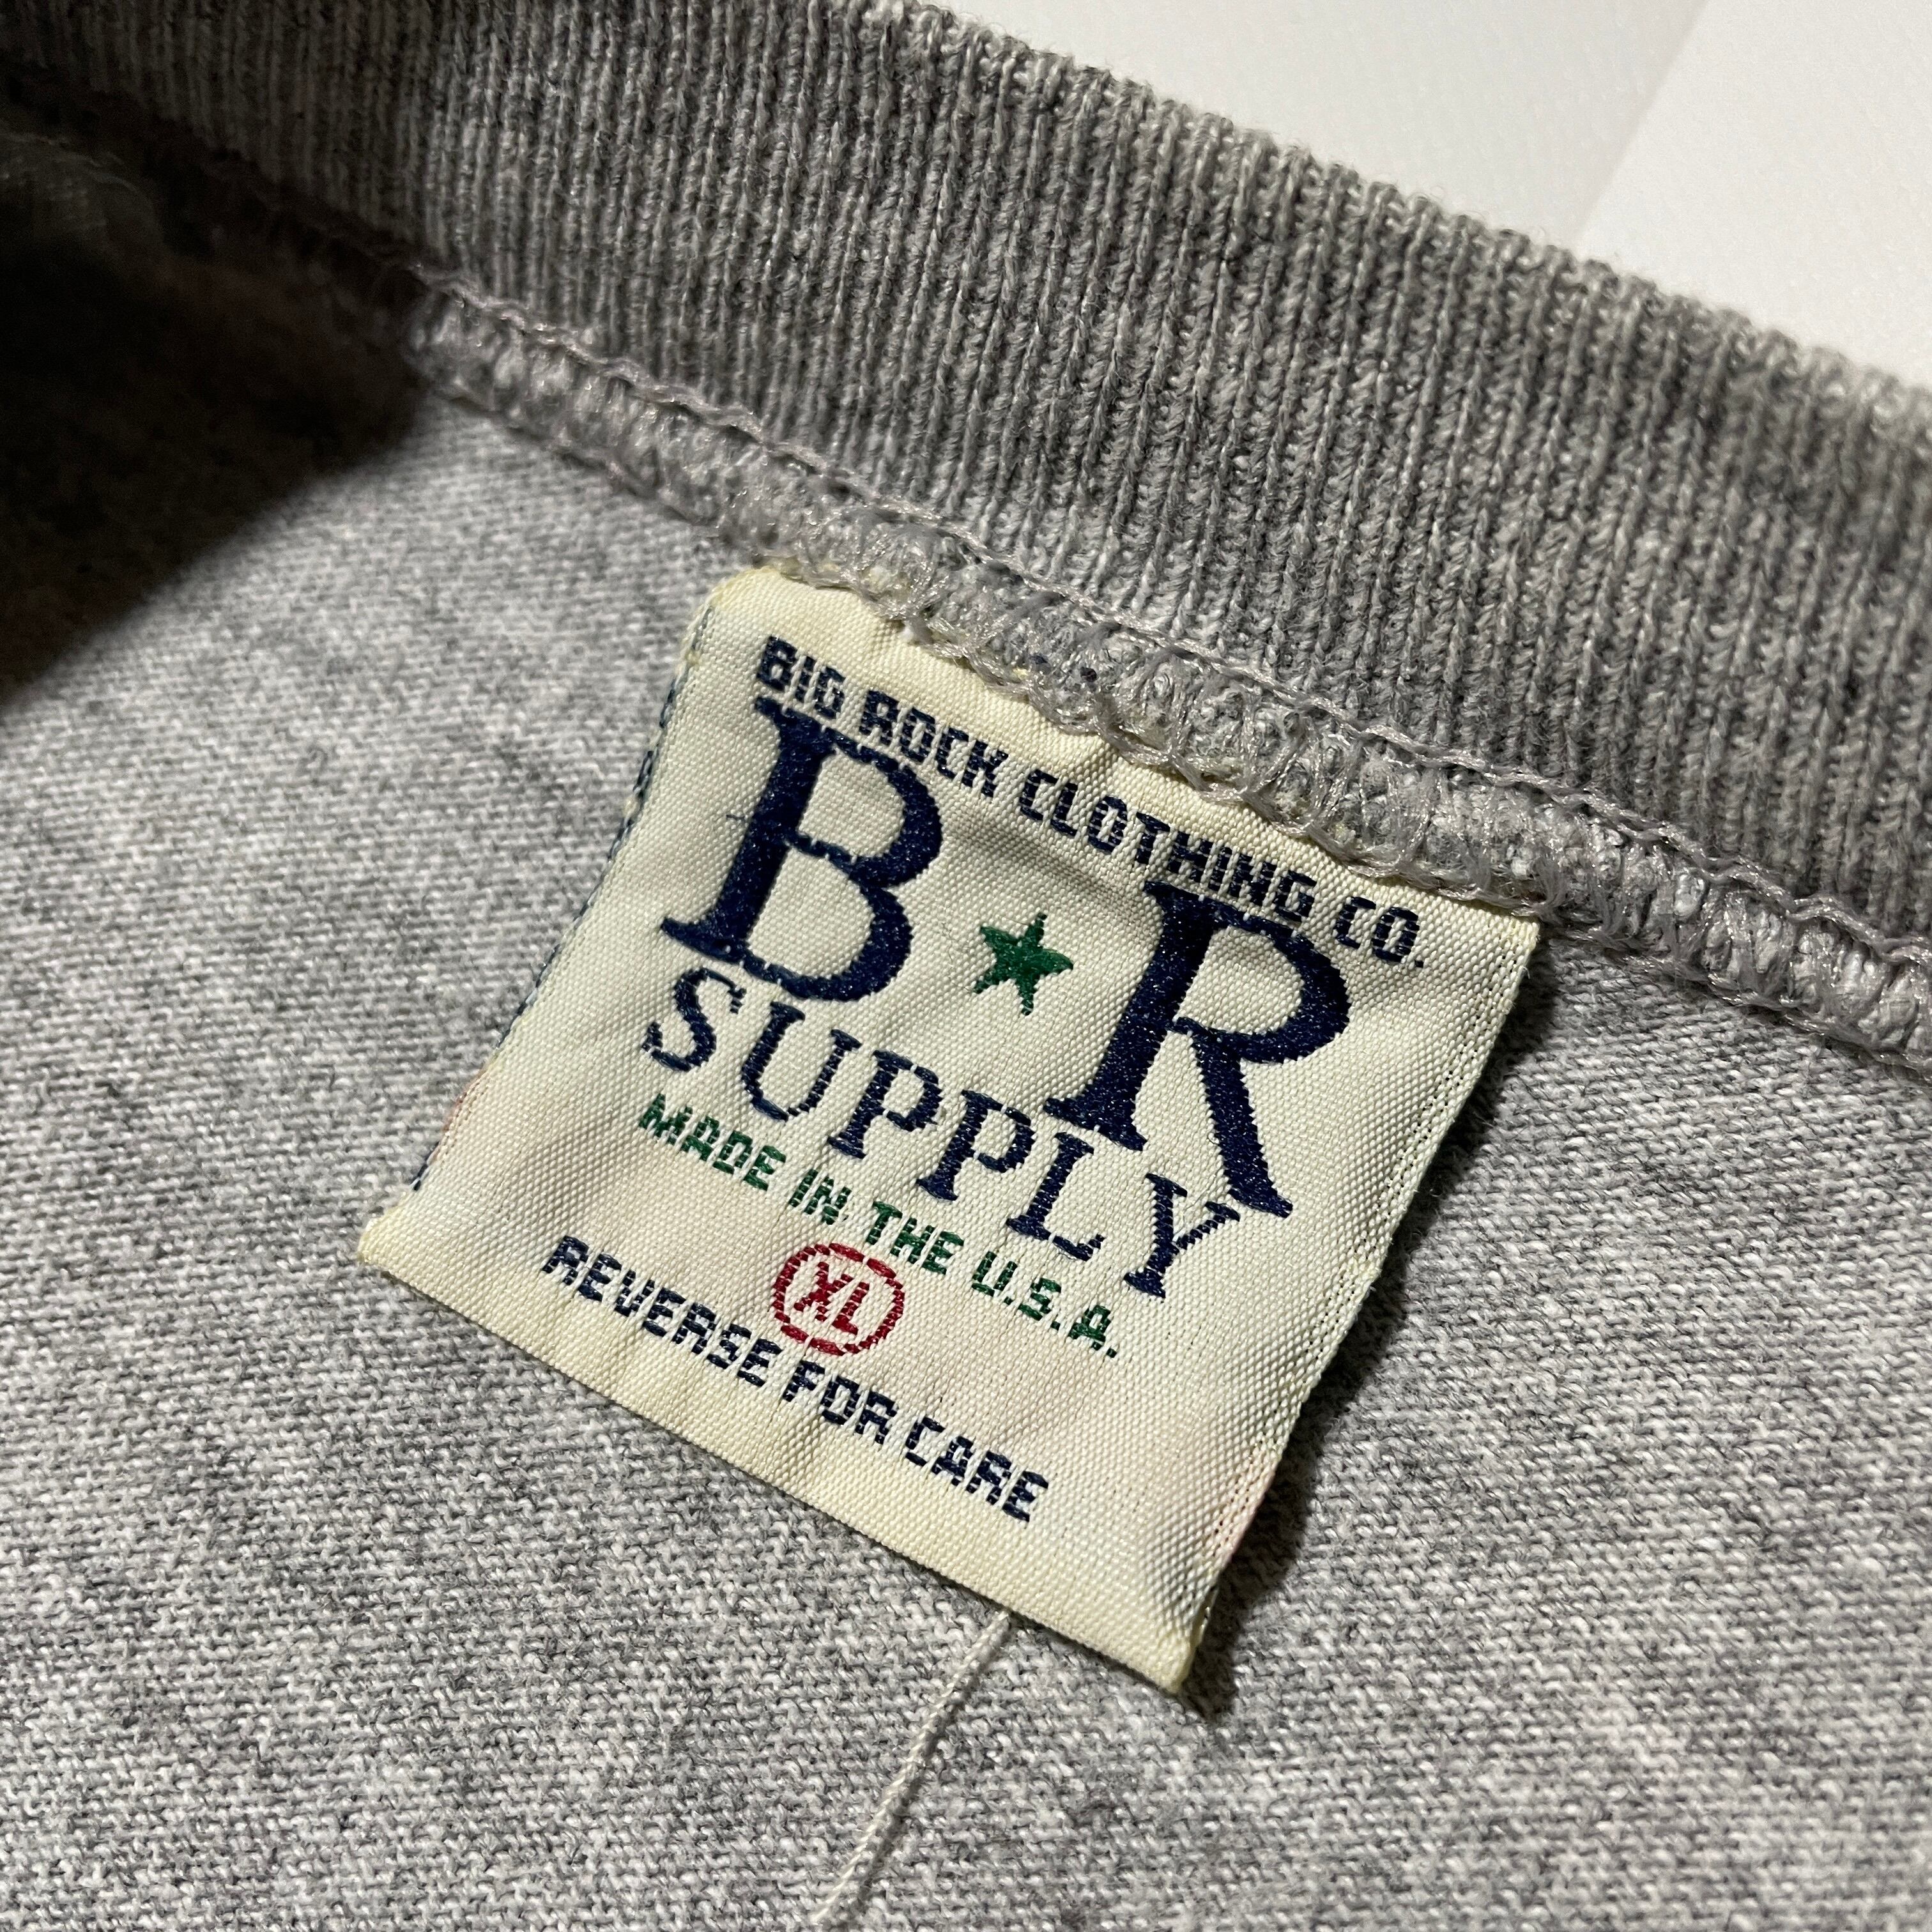 BIG ROCK CLOTHING CO.
B★R
SUPPLY
MADE IN THE U.S.A.
XL
REVERSE FOR CARE